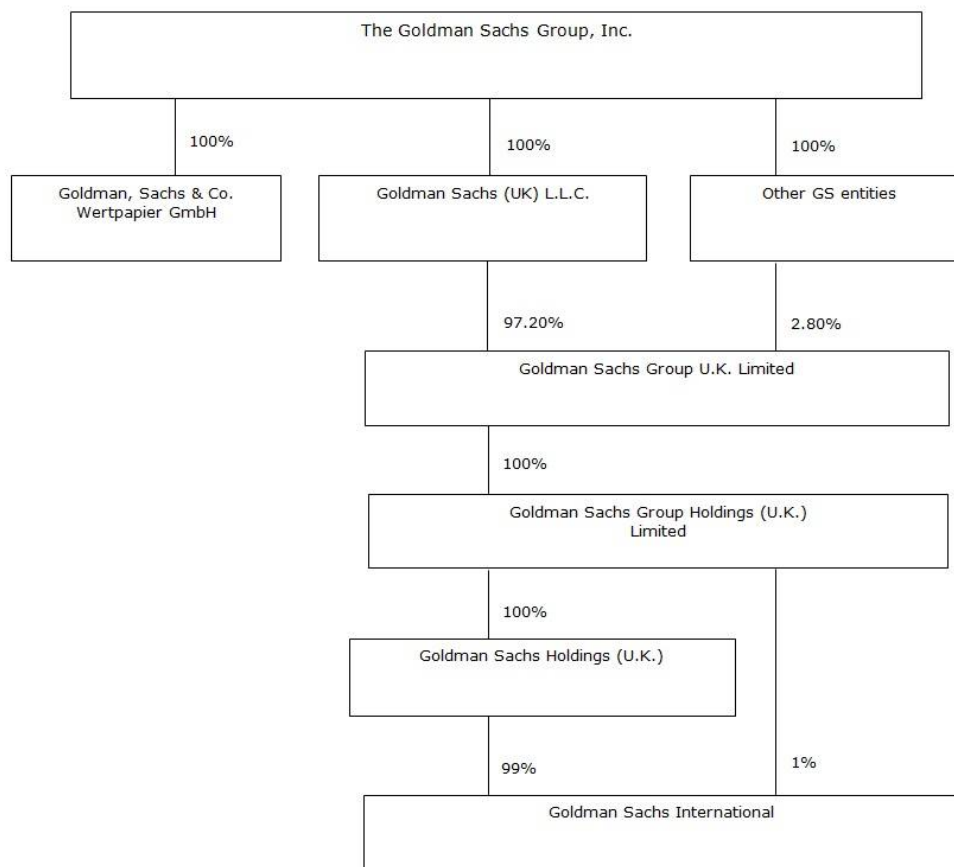 The Goldman Sachs Group, Inc.
100%
100%
100%
Goldman, Sachs & Co.
Wertpapier GmbH
Goldman Sachs (UK) L.L.C.
Other GS entities
97.20%
2.80%
Goldman Sachs Group U.K. Limited
100%
Goldman Sachs Group Holdings (U.K.)
Limited
100%
Goldman Sachs Holdings (U.K.)
99%
1%
Goldman Sachs International